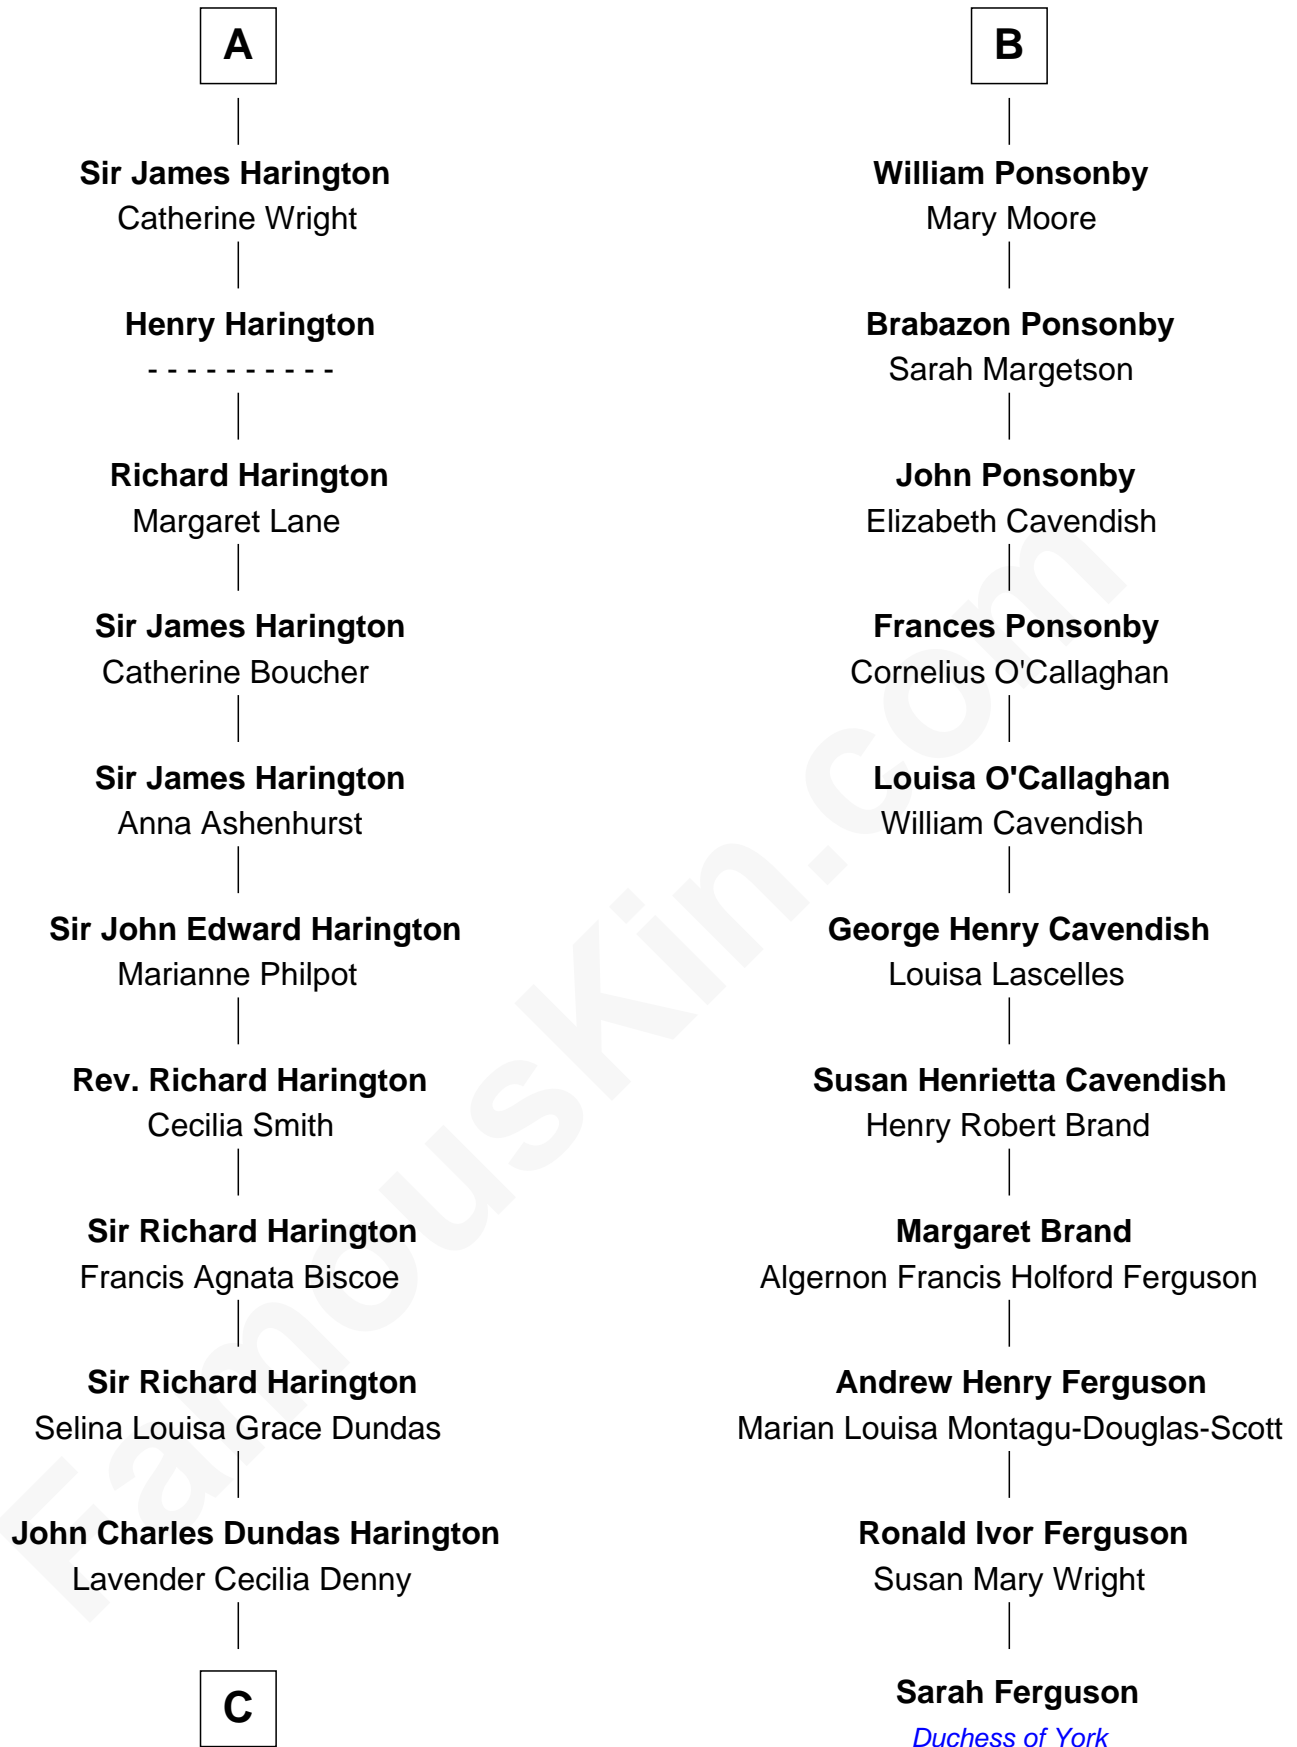 A
Sir James Harington
Catherine Wright
Henry Harington
- - - - - - - - - -
Richard Harington
Margaret Lane
Sir James Harington
Catherine Boucher
Sir James Harington
Anna Ashenhurst
Sir John Edward Harington
Marianne Philpot
Rev. Richard Harington
Cecilia Smith
Sir Richard Harington
Francis Agnata Biscoe
Sir Richard Harington
Selina Louisa Grace Dundas
John Charles Dundas Harington
Lavender Cecilia Denny
C
B
William Ponsonby
Mary Moore
Brabazon Ponsonby
Sarah Margetson
John Ponsonby
Elizabeth Cavendish
Frances Ponsonby
Cornelius O'Callaghan
Louisa O'Callaghan
William Cavendish
George Henry Cavendish
Louisa Lascelles
Susan Henrietta Cavendish
Henry Robert Brand
Margaret Brand
Algernon Francis Holford Ferguson
Andrew Henry Ferguson
Marian Louisa Montagu-Douglas-Scott
Ronald Ivor Ferguson
Susan Mary Wright
Sarah Ferguson
Duchess of York
FamousKin.com